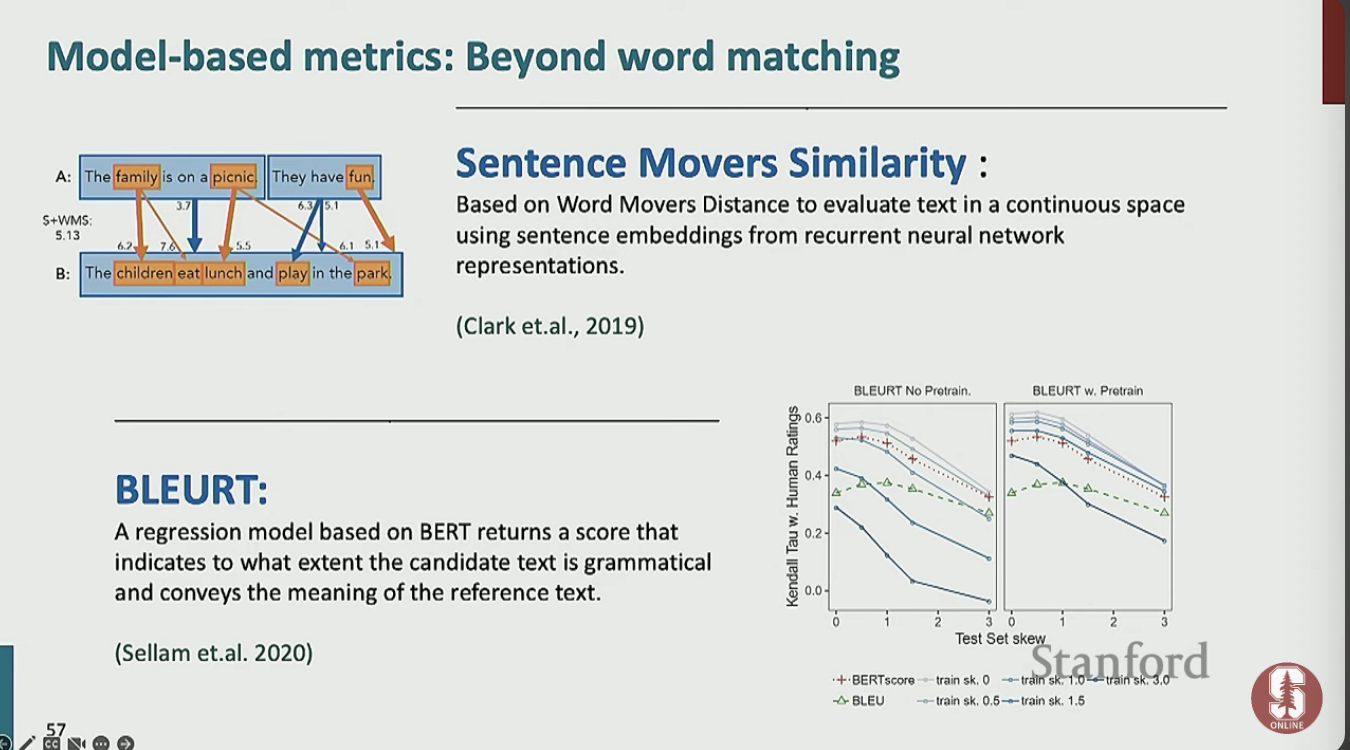 Model-based metrics: Beyond word matching
A: The family is on a picnic. They have fun.
3.7 6.3 5.1
S+WMS:
5.13
6.2 7.6 5.5 6.1 5.1
B: The children eat lunch and play in the park.
Sentence Movers Similarity :
Based on Word Movers Distance to evaluate text in a continuous space
using sentence embeddings from recurrent neural network
representations.
(Clark et.al., 2019)
BLEURT:
A regression model based on BERT returns a score that
indicates to what extent the candidate text is grammatical
and conveys the meaning of the reference text.
(Sellam et.al. 2020)
BLEURT No Pretrain. BLEURT w. Pretrain
Kendall Tau w. Human Ratings
0.6
0.4
0.2
0.0
0 1 2 3 0 1 2 3
Test Set skew
BERTscore train sk. 0 train sk. 1.0 train sk. 3.0
BLEU train sk. 0.5 train sk. 1.5
Stanford
S
ONLINE
57
CC